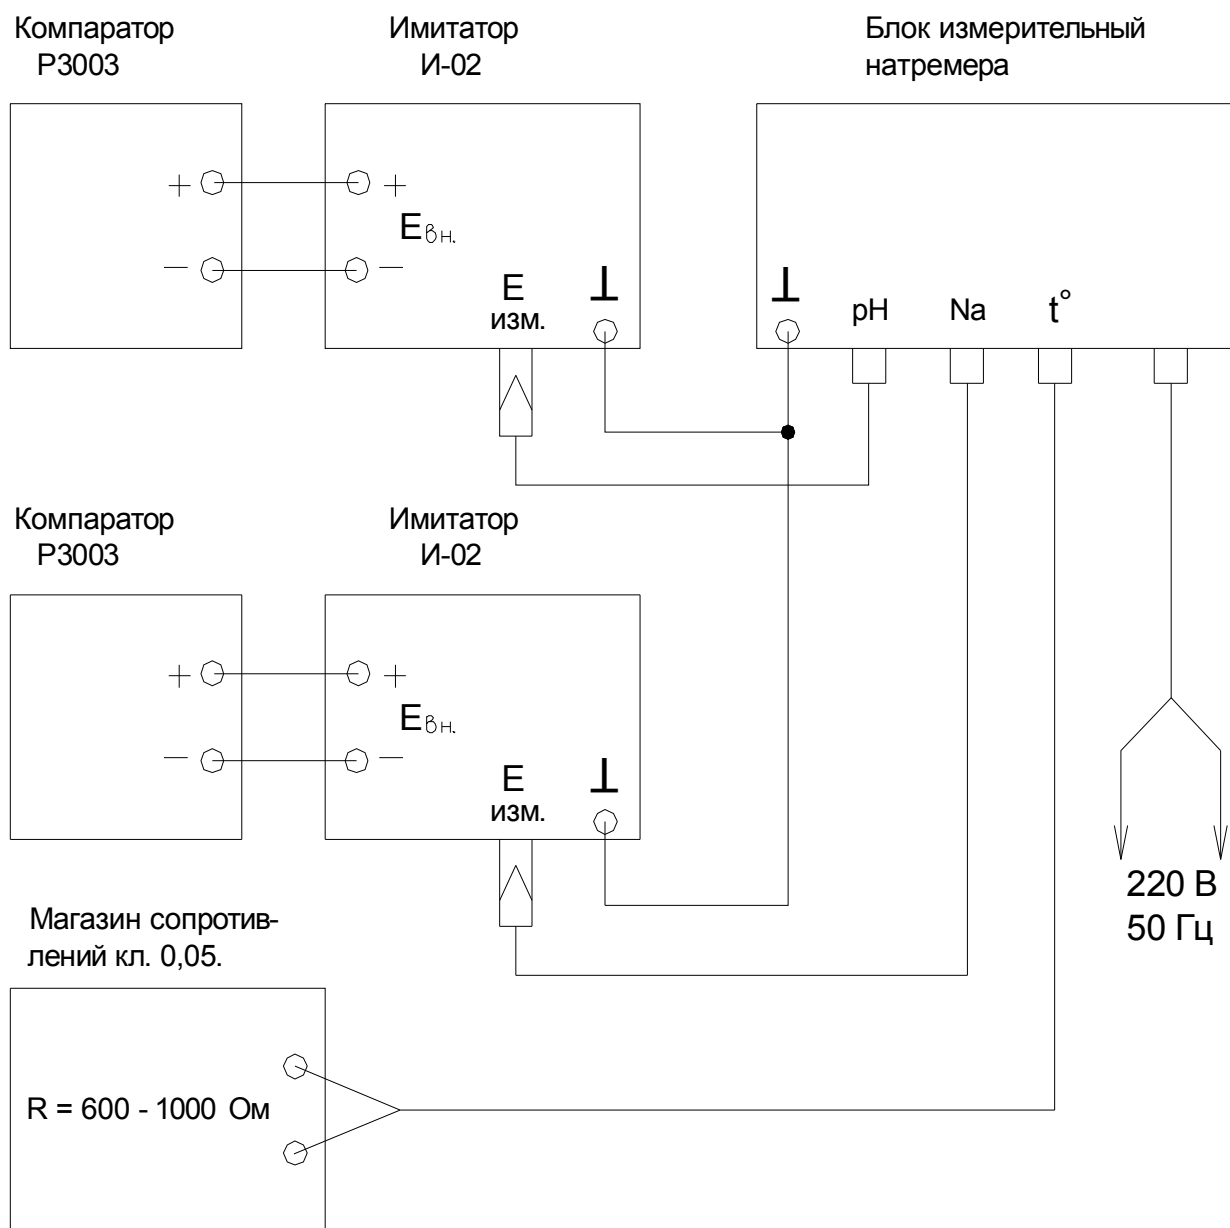 Компаратор
Р3003
Имитатор
И-02
Блок измерительный
натремера
+
+
Eвн.
—
—
E
изм.
⊥
⊥
pH
Na
t°
Компаратор
Р3003
Имитатор
И-02
+
+
Eвн.
—
—
E
изм.
⊥
220 В
50 Гц
Магазин сопротив-
лений кл. 0,05.
R = 600 - 1000 Ом